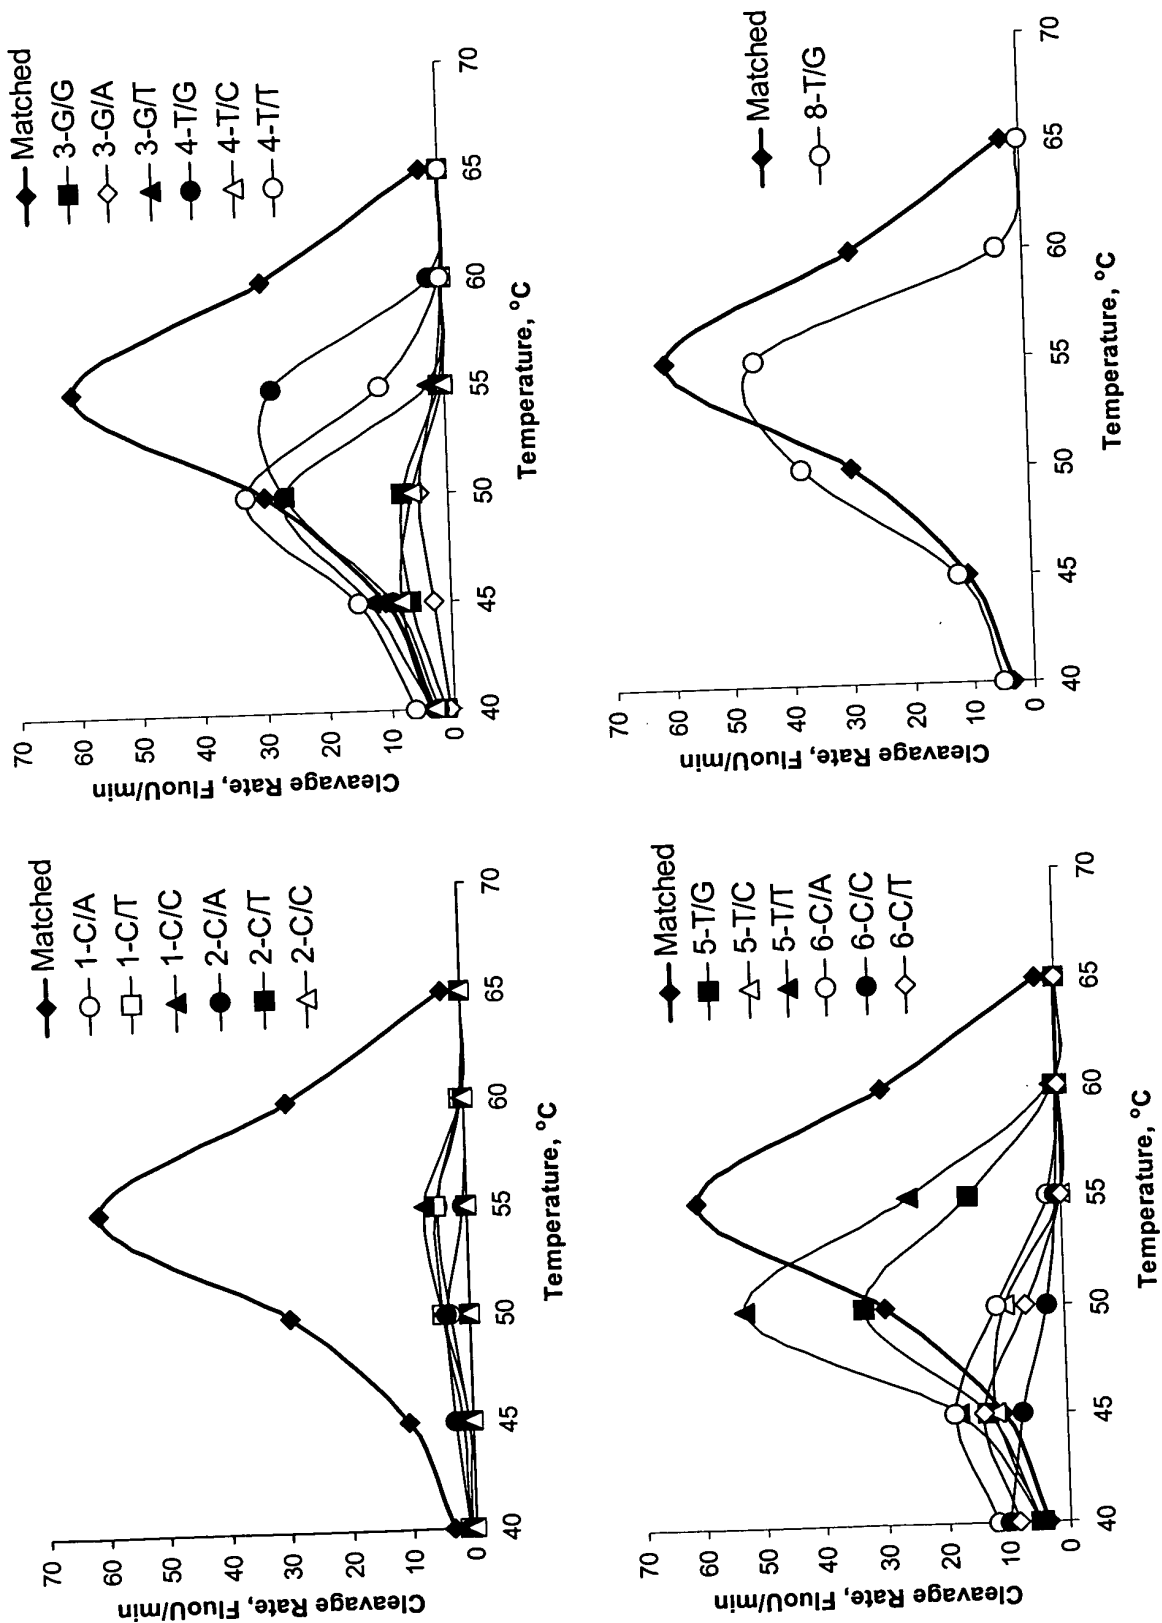 Cleavage Rate, FluoU/min
70
60
50
40
30
20
10
0
40
45
50
55
60
65
70
Temperature, °C
Matched
1-C/A
1-C/T
1-C/C
2-C/A
2-C/T
2-C/C
Cleavage Rate, FluoU/min
70
60
50
40
30
20
10
0
40
45
50
55
60
65
70
Temperature, °C
Matched
3-G/G
3-G/A
3-G/T
4-T/G
4-T/C
4-T/T
Cleavage Rate, FluoU/min
70
60
50
40
30
20
10
0
40
45
50
55
60
65
70
Temperature, °C
Matched
5-T/G
5-T/C
5-T/T
6-C/A
6-C/C
6-C/T
Cleavage Rate, FluoU/min
70
60
50
40
30
20
10
0
40
45
50
55
60
65
70
Temperature, °C
Matched
8-T/G